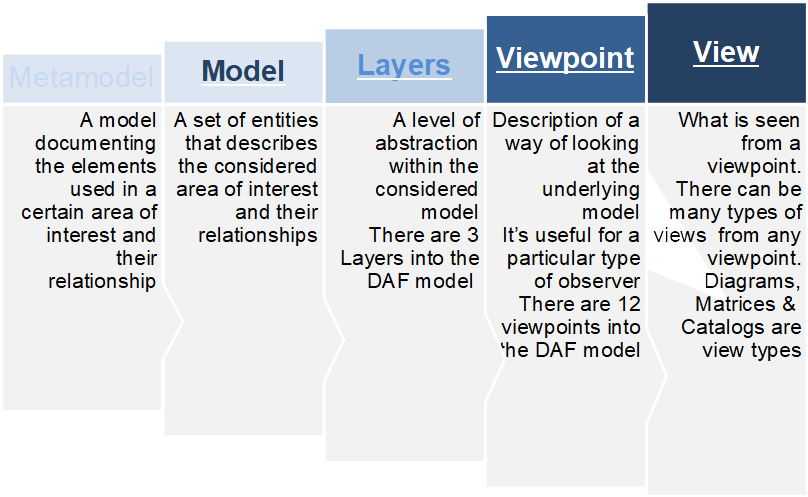 Metamodel
A model
documenting
the elements
used in a
certain area of
interest and
their
relationship
Model
A set of entities
that describes
the considered
area of interest
and their
relationships
Layers
A level of
abstraction
within the
considered
model
There are 3
Layers into the
DAF model
Viewpoint
Description of a
way of looking
at the
underlying
model
It’s useful for a
particular type
of observer
There are 12
viewpoints into
the DAF model
View
What is seen
from a
viewpoint.
There can be
many types of
views from any
viewpoint.
Diagrams,
Matrices &
Catalogs are
view types